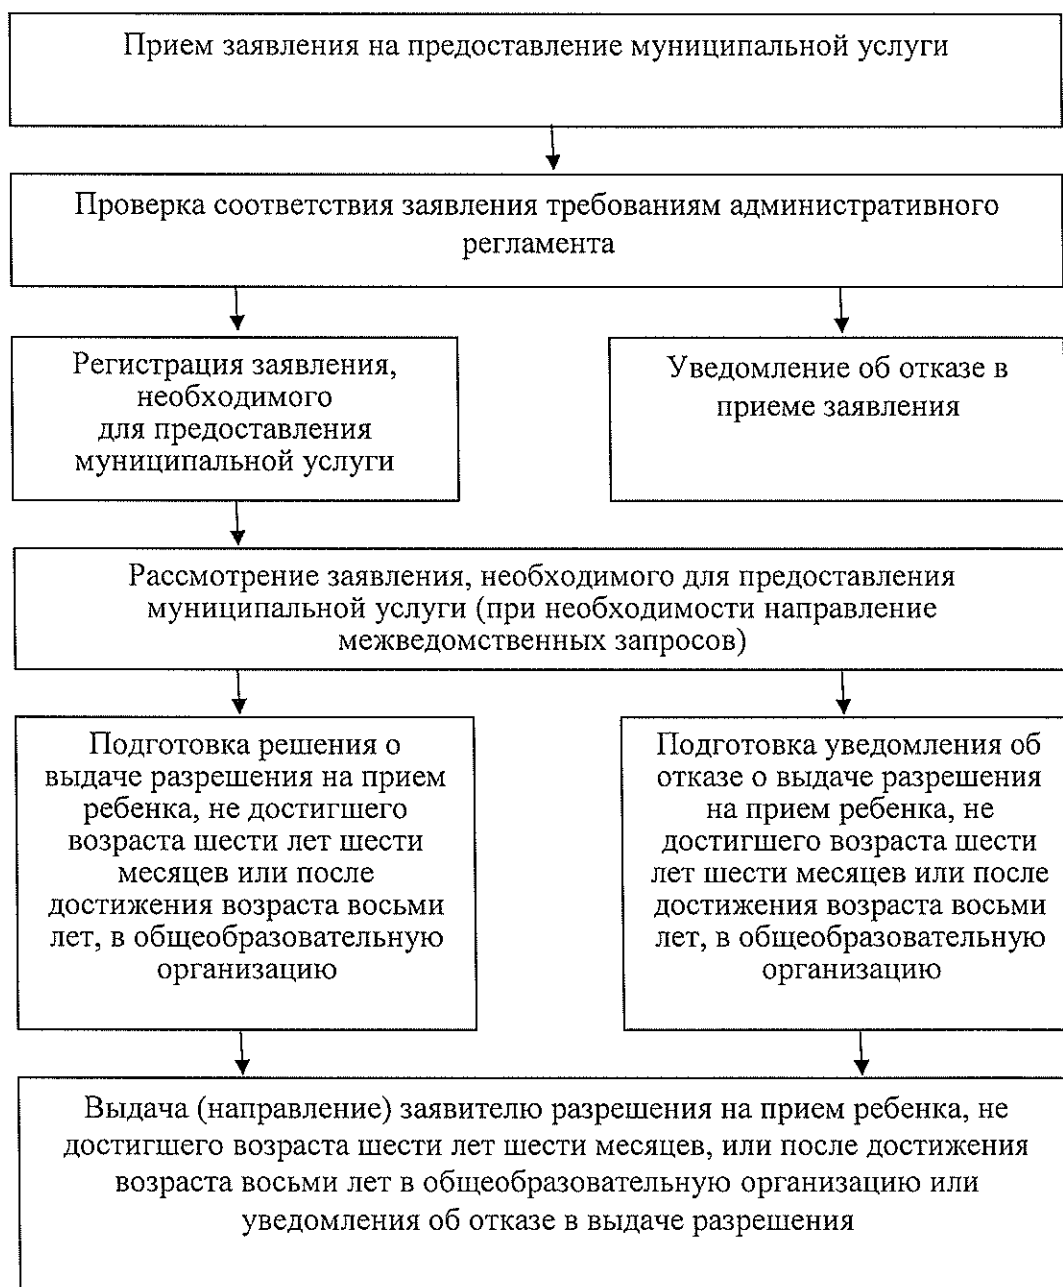 Прием заявления на предоставление муниципальной услуги
Проверка соответствия заявления требованиям административного
регламента
Регистрация заявления,
необходимого
для предоставления
муниципальной услуги
Уведомление об отказе в
приеме заявления
Рассмотрение заявления, необходимого для предоставления
муниципальной услуги (при необходимости направление
межведомственных запросов)
Подготовка решения о
выдаче разрешения на прием
ребенка, не достигшего
возраста шести лет шести
месяцев или после
достижения возраста восьми
лет, в общеобразовательную
организацию
Подготовка уведомления об
отказе о выдаче разрешения
на прием ребенка, не
достигшего возраста шести
лет шести месяцев или после
достижения возраста восьми
лет, в общеобразовательную
организацию
Выдача (направление) заявителю разрешения на прием ребенка, не
достигшего возраста шести лет шести месяцев, или после достижения
возраста восьми лет в общеобразовательную организацию или
уведомления об отказе в выдаче разрешения